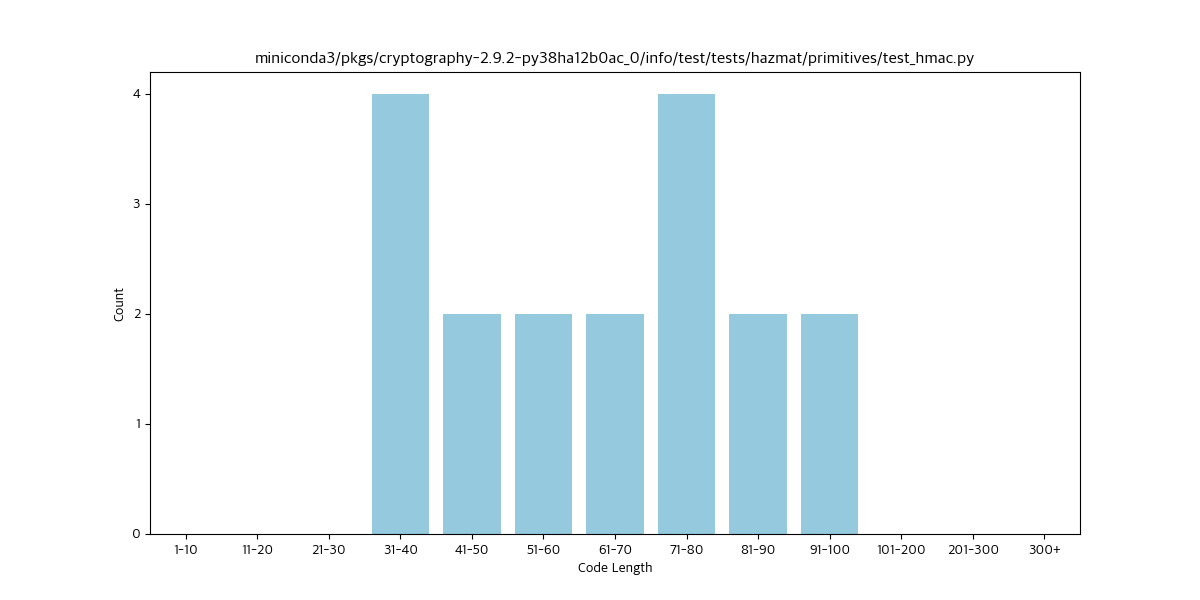 miniconda3/pkgs/cryptography-2.9.2-py38ha12b0ac_0/info/test/tests/hazmat/primitives/test_hmac.py
4
3
2
1
0
Count
1-10 11-20 21-30 31-40 41-50 51-60 61-70 71-80 81-90 91-100 101-200 201-300 300+
Code Length